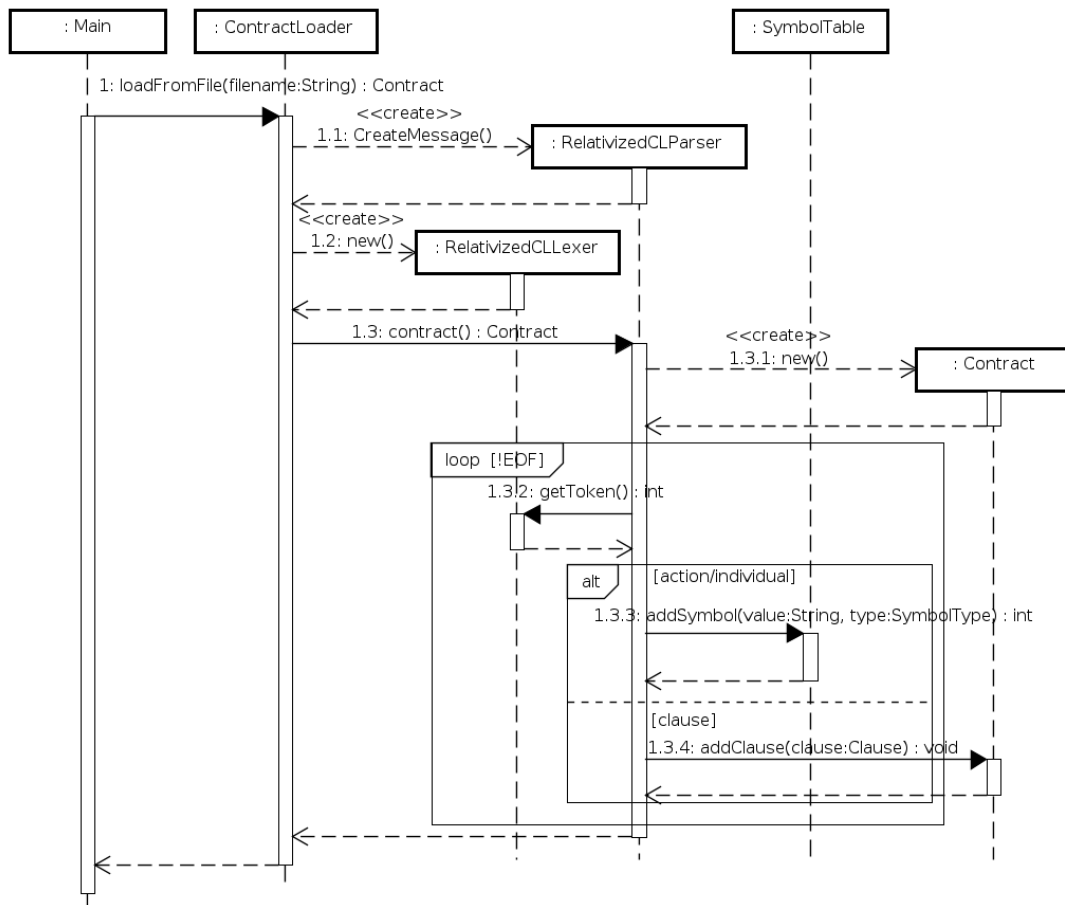 : Main
: ContractLoader
: SymbolTable
1: loadFromFile(filename:String) : Contract
<<create>>
1.1: CreateMessage()
: RelativizedCLParser
<<create>>
1.2: new()
: RelativizedCLLexer
1.3: contract() : Contract
<<create>>
1.3.1: new()
: Contract
loop [!EOF]
1.3.2: getToken() : int
alt
[action/individual]
1.3.3: addSymbol(value:String, type:SymbolType) : int
[clause]
1.3.4: addClause(clause:Clause) : void